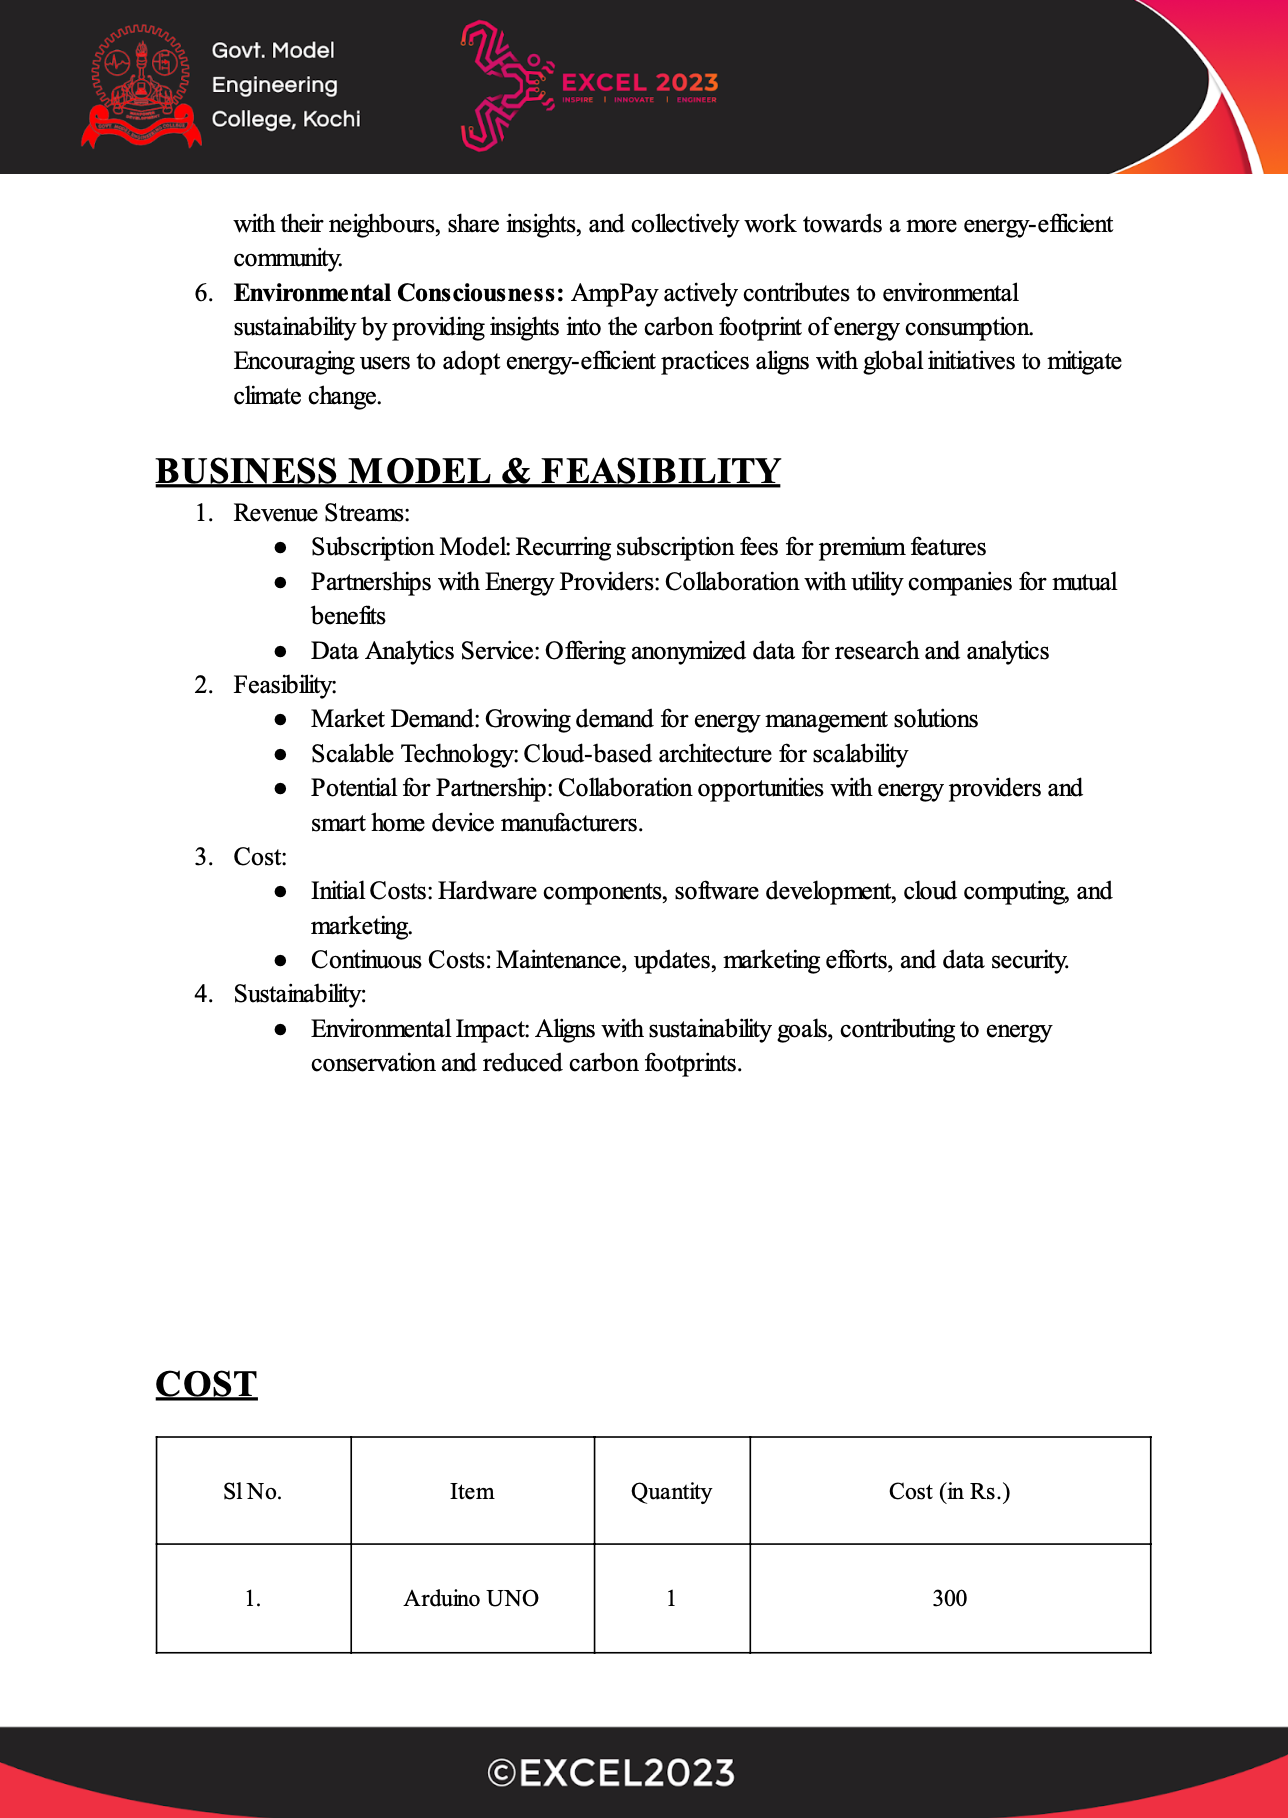 Govt. Model
Engineering
College, Kochi
EXCEL 2023
INSPIRE | INNOVATE | ENGINEER
with their neighbours, share insights, and collectively work towards a more energy-efficient
community.
6. Environmental Consciousness: AmpPay actively contributes to environmental
sustainability by providing insights into the carbon footprint of energy consumption.
Encouraging users to adopt energy-efficient practices aligns with global initiatives to mitigate
climate change.
BUSINESS MODEL & FEASIBILITY
1. Revenue Streams:
● Subscription Model: Recurring subscription fees for premium features
● Partnerships with Energy Providers: Collaboration with utility companies for mutual
benefits
● Data Analytics Service: Offering anonymized data for research and analytics
2. Feasibility:
● Market Demand: Growing demand for energy management solutions
● Scalable Technology: Cloud-based architecture for scalability
● Potential for Partnership: Collaboration opportunities with energy providers and
smart home device manufacturers.
3. Cost:
● Initial Costs: Hardware components, software development, cloud computing, and
marketing.
● Continuous Costs: Maintenance, updates, marketing efforts, and data security.
4. Sustainability:
● Environmental Impact: Aligns with sustainability goals, contributing to energy
conservation and reduced carbon footprints.
COST
Sl No. Item Quantity Cost (in Rs.)
1. Arduino UNO 1 300
©EXCEL2023